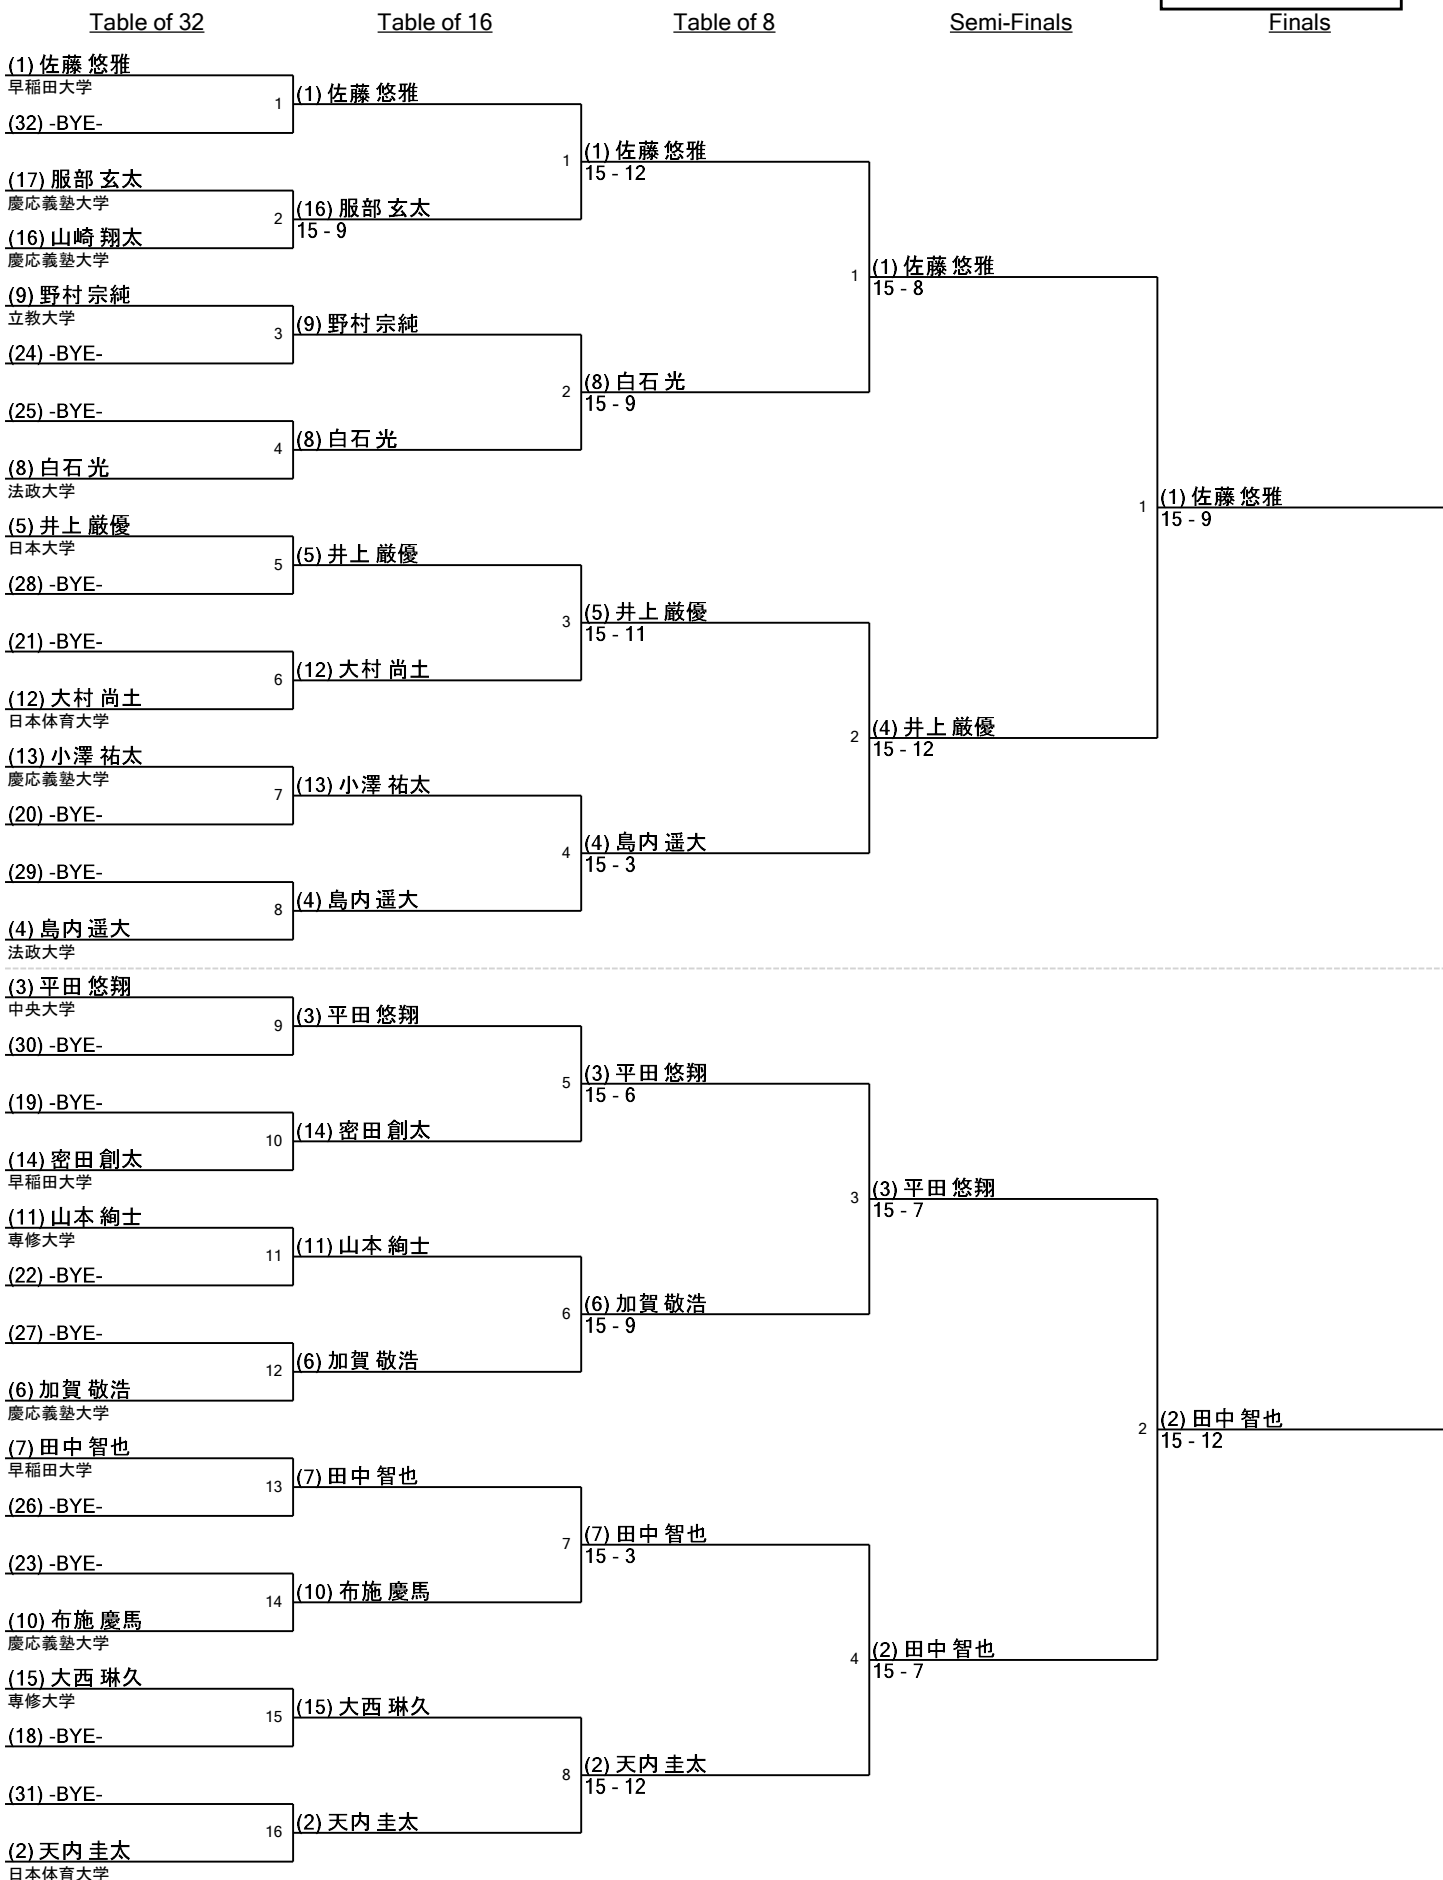 Table of 32
Table of 16
Table of 8
Semi-Finals
Finals
(1) 佐藤 悠雅
早稲田大学
1
(32) -BYE-
(1) 佐藤 悠雅
(17) 服部 玄太
慶応義塾大学
2
(16) 山崎 翔太
慶応義塾大学
(16) 服部 玄太
15 - 9
1
(1) 佐藤 悠雅
15 - 12
(9) 野村 宗純
立教大学
3
(24) -BYE-
(9) 野村 宗純
(25) -BYE-
4
(8) 白石 光
法政大学
(8) 白石 光
2
(8) 白石 光
15 - 9
1
(1) 佐藤 悠雅
15 - 8
(5) 井上 厳優
日本大学
5
(28) -BYE-
(5) 井上 厳優
(21) -BYE-
6
(12) 大村 尚土
日本体育大学
(12) 大村 尚土
3
(5) 井上 厳優
15 - 11
(13) 小澤 祐太
慶応義塾大学
7
(20) -BYE-
(13) 小澤 祐太
(29) -BYE-
8
(4) 島内 遥大
法政大学
(4) 島内 遥大
4
(4) 島内 遥大
15 - 3
2
(4) 井上 厳優
15 - 12
1
(1) 佐藤 悠雅
15 - 9
(3) 平田 悠翔
中央大学
9
(30) -BYE-
(3) 平田 悠翔
(19) -BYE-
10
(14) 密田 創太
早稲田大学
(14) 密田 創太
5
(3) 平田 悠翔
15 - 6
(11) 山本 絢士
専修大学
11
(22) -BYE-
(11) 山本 絢士
(27) -BYE-
12
(6) 加賀 敬浩
慶応義塾大学
(6) 加賀 敬浩
6
(6) 加賀 敬浩
15 - 9
3
(3) 平田 悠翔
15 - 7
(7) 田中 智也
早稲田大学
13
(26) -BYE-
(7) 田中 智也
(23) -BYE-
14
(10) 布施 慶馬
慶応義塾大学
(10) 布施 慶馬
7
(7) 田中 智也
15 - 3
(15) 大西 琳久
専修大学
15
(18) -BYE-
(15) 大西 琳久
(31) -BYE-
16
(2) 天内 圭太
日本体育大学
(2) 天内 圭太
8
(2) 天内 圭太
15 - 12
4
(2) 田中 智也
15 - 7
2
(2) 田中 智也
15 - 12